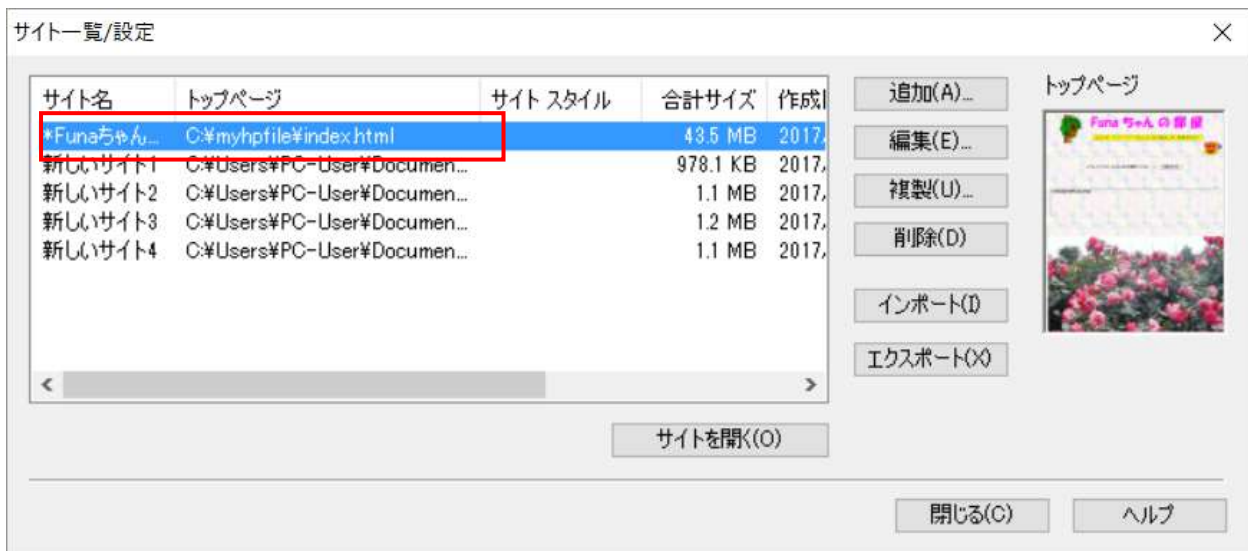 サイト一覧/設定
サイト名 トップページ サイト スタイル 合計サイズ 作成
*Funaちゃん... C:¥myhpfile¥index.html 43.5 MB 2017/
新しいサイト1 C:¥Users¥PC-User¥Documen... 978.1 KB 2017/
新しいサイト2 C:¥Users¥PC-User¥Documen... 1.1 MB 2017/
新しいサイト3 C:¥Users¥PC-User¥Documen... 1.2 MB 2017/
新しいサイト4 C:¥Users¥PC-User¥Documen... 1.1 MB 2017/
追加(A)...
編集(E)...
複製(U)...
削除(D)
インポート(I)
エクスポート(X)
トップページ
Funa ちゃん の 部 屋
サイトを開く(O)
閉じる(C)
ヘルプ